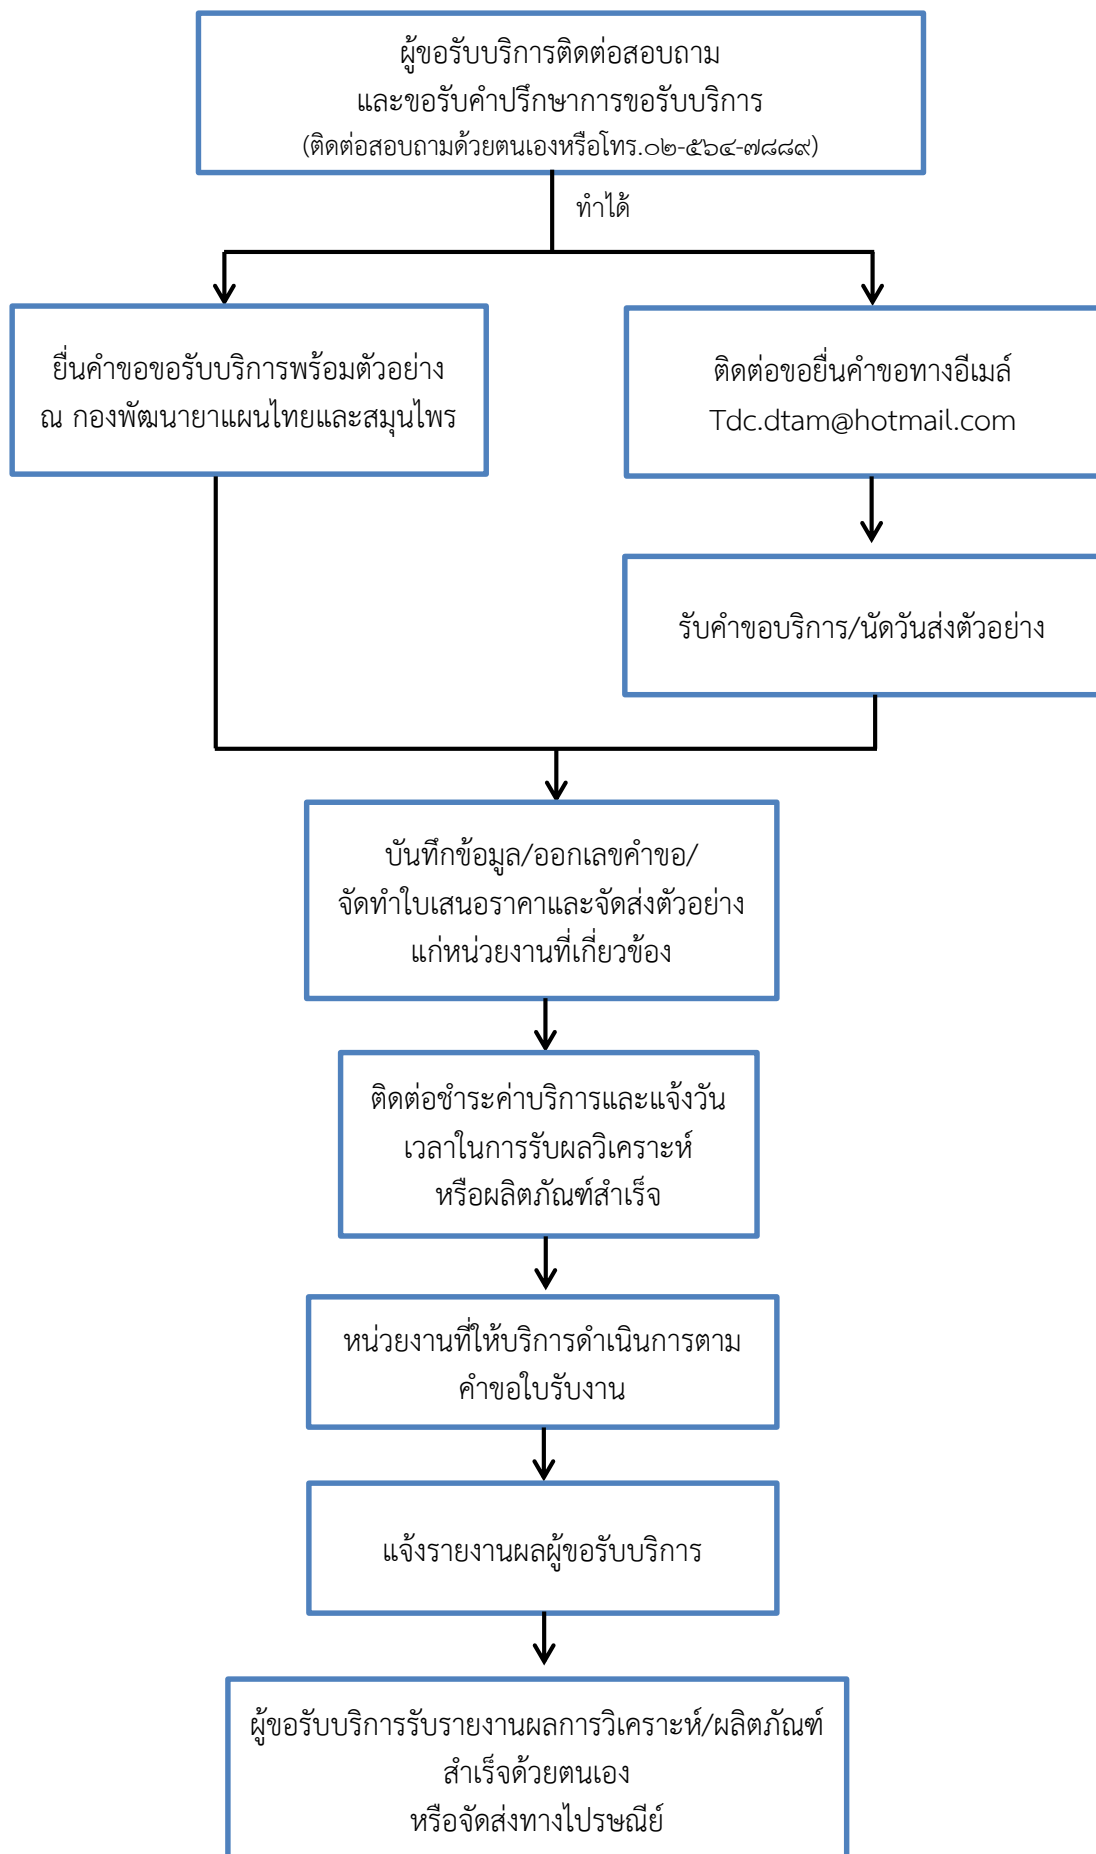 ผู้ขอรับบริการติดต่อสอบถาม
และขอรับคำปรึกษาการขอรับบริการ
(ติดต่อสอบถามด้วยตนเองหรือโทร.๐๒-๕๖๔-๗๘๘๙)
ทำได้
ยื่นคำขอขอรับบริการพร้อมตัวอย่าง
ณ กองพัฒนายาแผนไทยและสมุนไพร
ติดต่อขอยื่นคำขอทางอีเมล์
Tdc.dtam@hotmail.com
รับคำขอบริการ/นัดวันส่งตัวอย่าง
บันทึกข้อมูล/ออกเลขคำขอ/
จัดทำใบเสนอราคาและจัดส่งตัวอย่าง
แก่หน่วยงานที่เกี่ยวข้อง
ติดต่อชำระค่าบริการและแจ้งวัน
เวลาในการรับผลวิเคราะห์
หรือผลิตภัณฑ์สำเร็จ
หน่วยงานที่ให้บริการดำเนินการตาม
คำขอใบรับงาน
แจ้งรายงานผลผู้ขอรับบริการ
ผู้ขอรับบริการรับรายงานผลการวิเคราะห์/ผลิตภัณฑ์
สำเร็จด้วยตนเอง
หรือจัดส่งทางไปรษณีย์